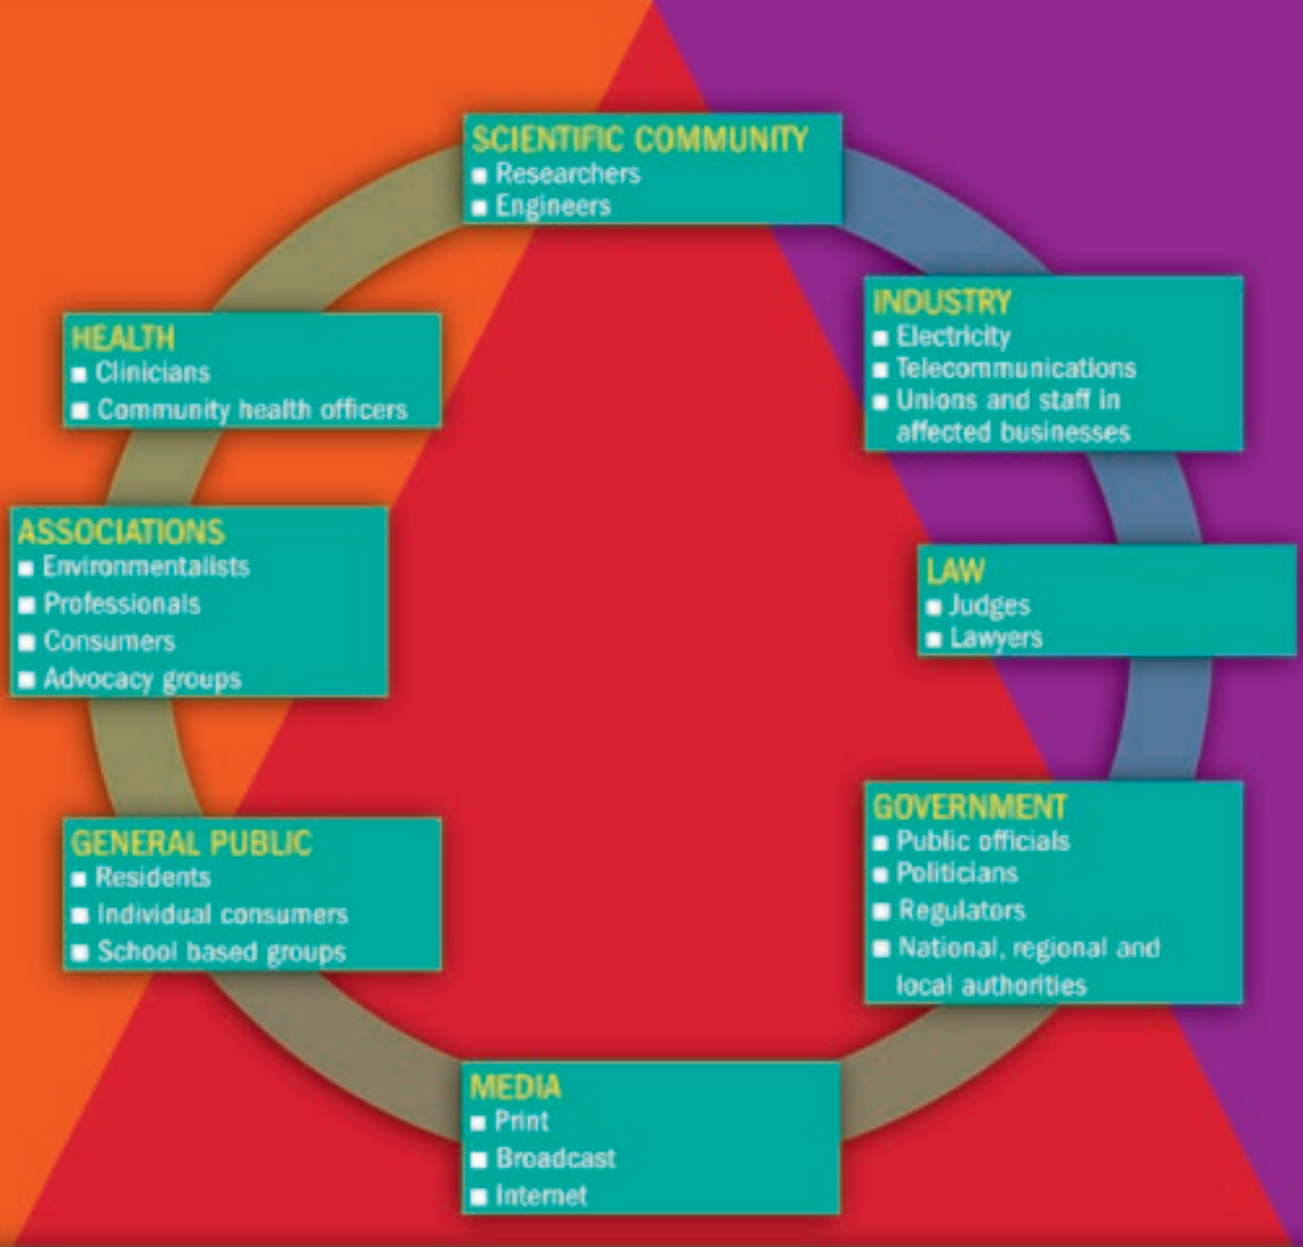 SCIENTIFIC COMMUNITY
Researchers
Engineers
INDUSTRY
Electricity
Telecommunications
Unions and staff in
affected businesses
LAW
Judges
Lawyers
GOVERNMENT
Public officials
Politicians
Regulators
National, regional and
local authorities
MEDIA
Print
Broadcast
Internet
GENERAL PUBLIC
Residents
Individual consumers
School based groups
ASSOCIATIONS
Environmentalists
Professionals
Consumers
Advocacy groups
HEALTH
Clinicians
Community health officers